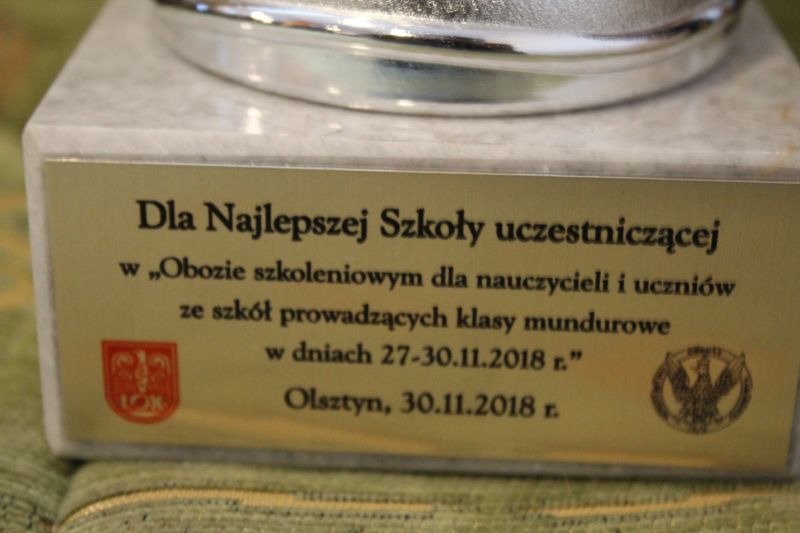 Dla Najlepszej Szkoły uczestniczącej
w „Obozie szkoleniowym dla nauczycieli i uczniów
ze szkół prowadzących klasy mundurowe
w dniach 27-30.11.2018 r.”
Olsztyn, 30.11.2018 r.
LOK